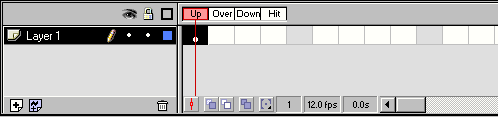 Up Over Down Hit
Layer 1
1 12.0 fps 0.0s